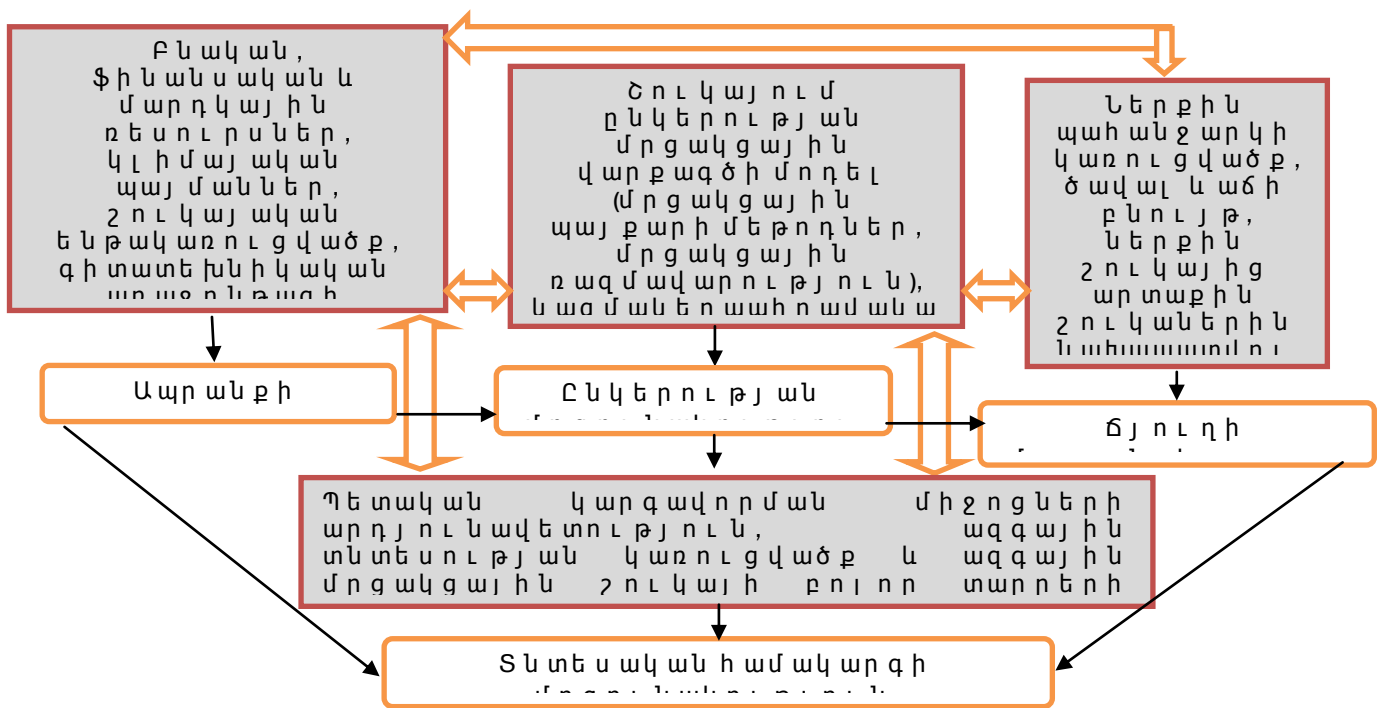 Բնական,
ֆինանսական և
մարդկային
ռեսուրսներ,
կլիմայական
պայմաններ,
շուկայական
ենթակառուցվածք,
գիտատեխնիկական
Շուկայում
ընկերության
մրցակցային
վարքագծի մոդել
(մրցակցային
պայքարի մեթոդներ,
մրցակցային
ռազմավարություն),
Ներքին
պահանջարկի
կառուցվածք,
ծավալ և աճի
բնույթ,
ներքին
շուկայից
արտաքին
շուկաներին
Ապրանքի
Ընկերության
Ճյուղի
Պետական կարգավորման միջոցների
արդյունավետություն, ազգային
տնտեսության կառուցվածք և ազգային
մրցակցային շուկայի բոլոր տարրերի
Տնտեսական համակարգի